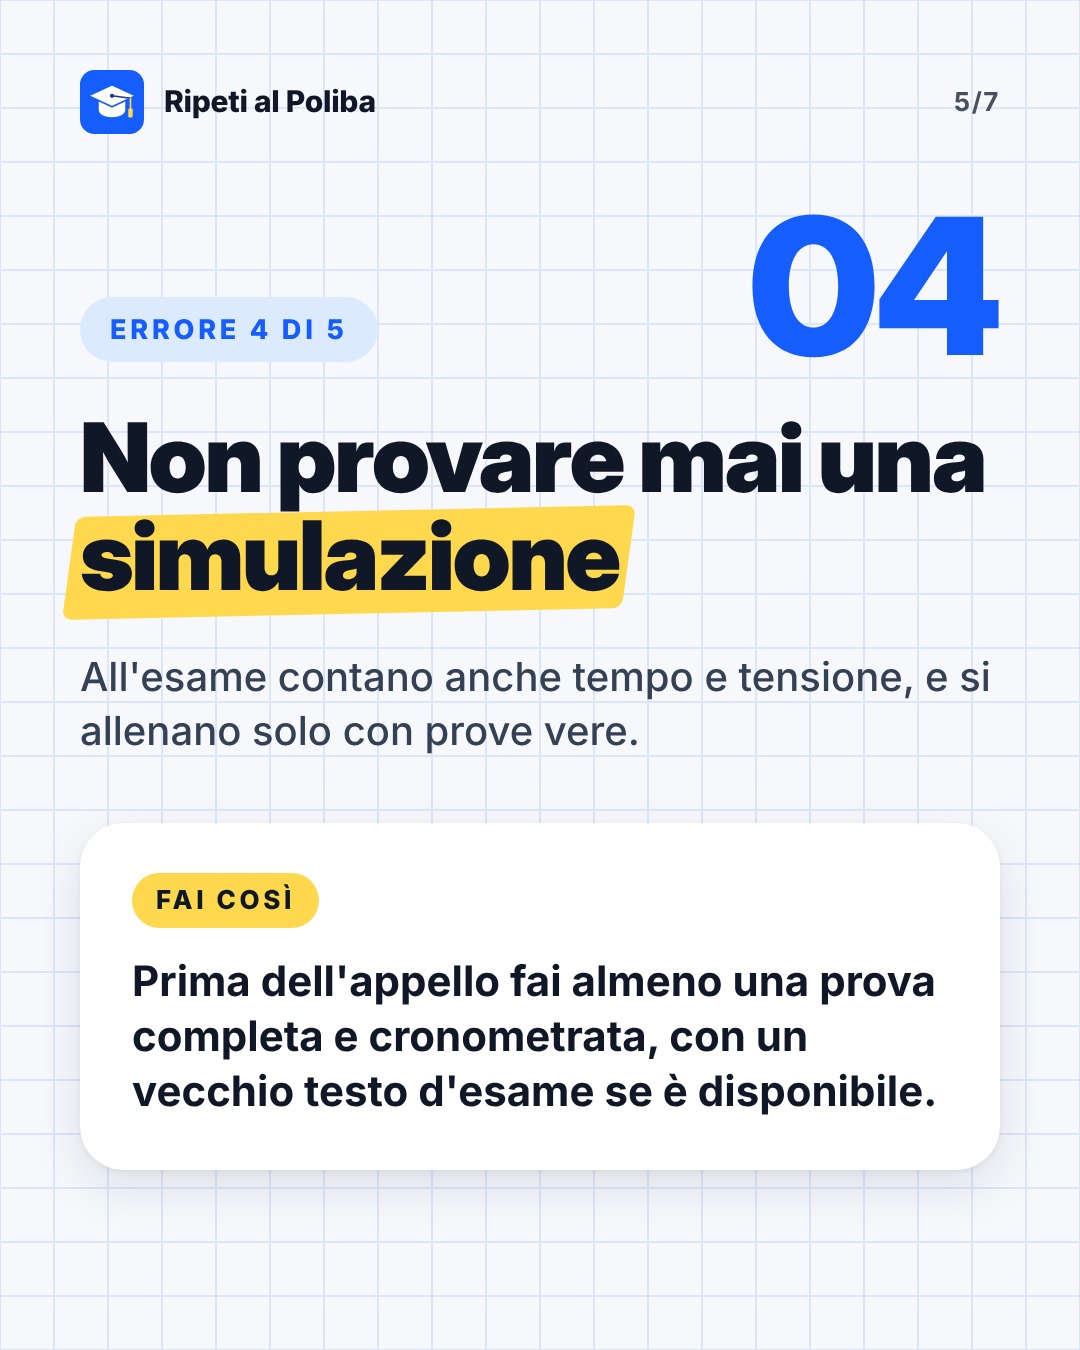 Ripeti al Poliba
5/7
04
ERRORE 4 DI 5
Non provare mai una
simulazione
All'esame contano anche tempo e tensione, e si
allenano solo con prove vere.
FAI COSÌ
Prima dell'appello fai almeno una prova
completa e cronometrata, con un
vecchio testo d'esame se è disponibile.